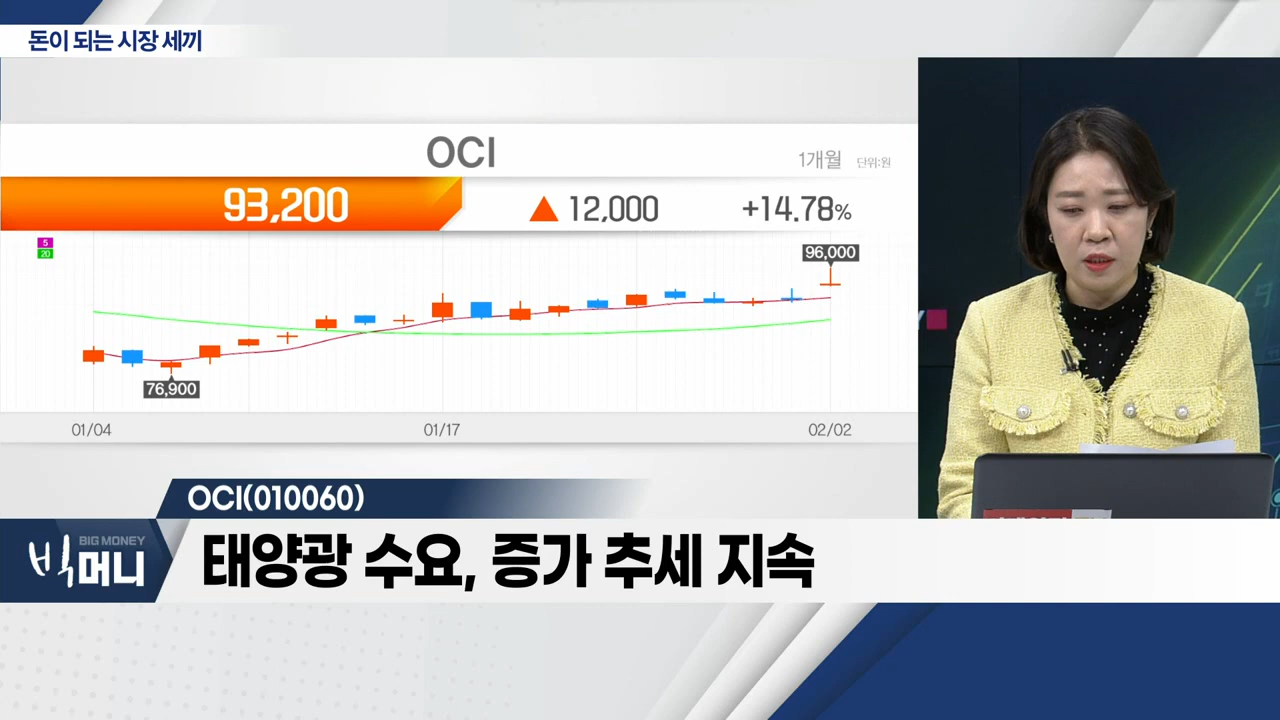 돈이 되는 시장 세끼
OCI
1개월 단위:원
93,200 ▲ 12,000 +14.78%
5
20
96,000
76,900
01/04 01/17 02/02
OCI(010060)
BIG MONEY
빅머니
태양광 수요, 증가 추세 지속